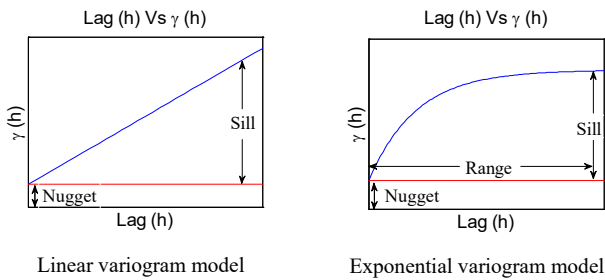 Lag (h) Vs γ (h)
γ (h)
Sill
Nugget
Lag (h)
Linear variogram model
Lag (h) Vs γ (h)
γ (h)
Sill
Range
Nugget
Lag (h)
Exponential variogram model